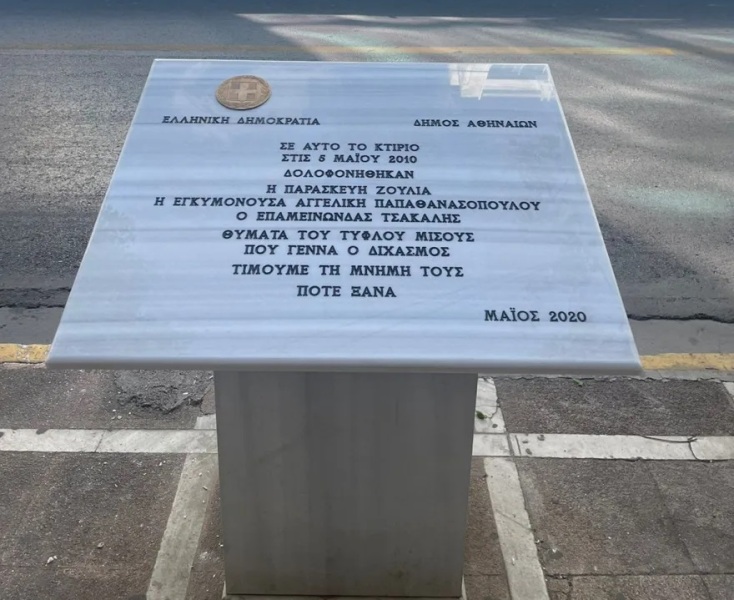 ΕΛΛΗΝΙΚΗ ΔΗΜΟΚΡΑΤΙΑ ΔΗΜΟΣ ΑΘΗΝΑΙΩΝ
ΣΕ ΑΥΤΟ ΤΟ ΚΤΙΡΙΟ
ΣΤΙΣ 5 ΜΑΪΟΥ 2010
ΔΟΛΟΦΟΝΗΘΗΚΑΝ
Η ΠΑΡΑΣΚΕΥΗ ΖΟΥΛΙΑ
Η ΕΓΚΥΜΟΝΟΥΣΑ ΑΓΓΕΛΙΚΗ ΠΑΠΑΘΑΝΑΣΟΠΟΥΛΟΥ
Ο ΕΠΑΜΕΙΝΩΝΔΑΣ ΤΣΑΚΑΛΗΣ
ΘΥΜΑΤΑ ΤΟΥ ΤΥΦΛΟΥ ΜΙΣΟΥΣ
ΠΟΥ ΓΕΝΝΑ Ο ΔΙΧΑΣΜΟΣ
ΤΙΜΟΥΜΕ ΤΗ ΜΝΗΜΗ ΤΟΥΣ
ΠΟΤΕ ΞΑΝΑ
ΜΑΪΟΣ 2020